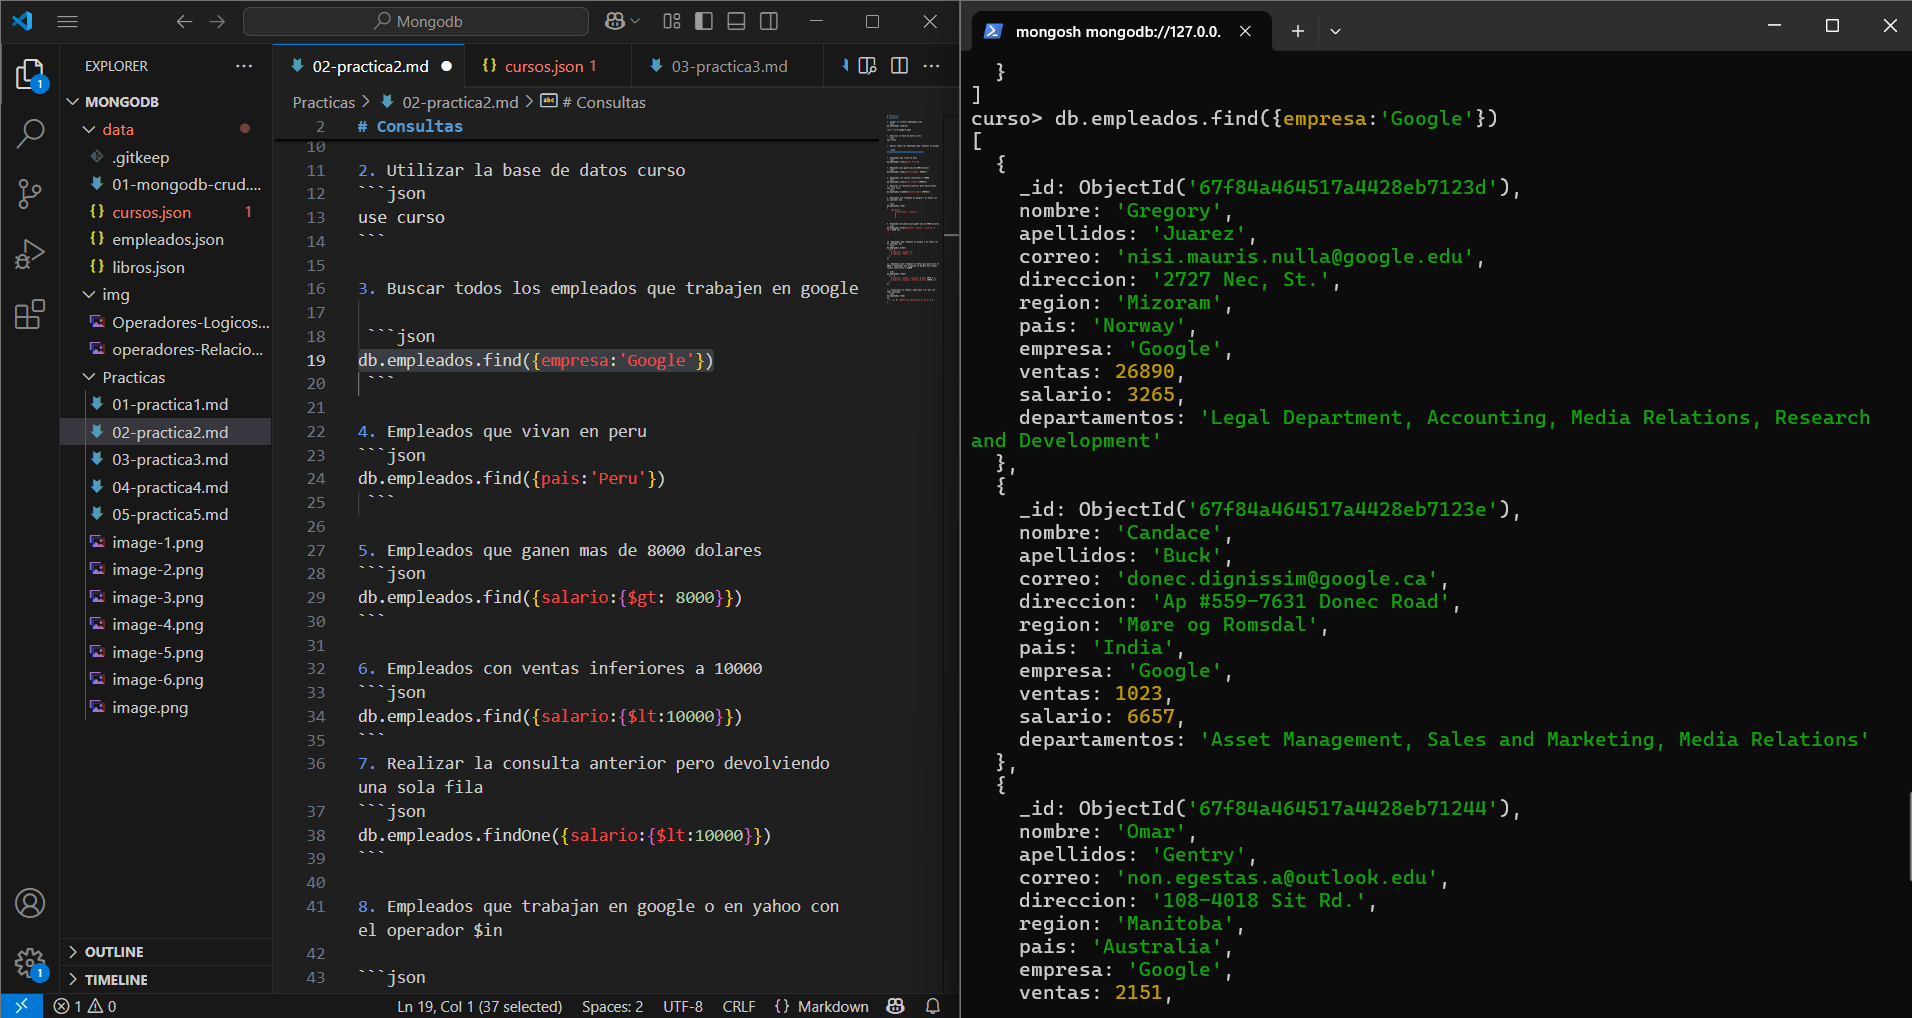 Mongodb
EXPLORER
MONGODB
data
.gitkeep
01-mongodb-crud....
cursos.json 1
empleados.json
libros.json
img
Operadores-Logicos...
operadores-Relacio...
Practicas
01-practica1.md
02-practica2.md
03-practica3.md
04-practica4.md
05-practica5.md
image-1.png
image-2.png
image-3.png
image-4.png
image-5.png
image-6.png
image.png
OUTLINE
TIMELINE
1
1
02-practica2.md
cursos.json 1
03-practica3.md
Practicas > 02-practica2.md > # Consultas
2 # Consultas
10
11 2. Utilizar la base de datos curso
12 ```json
13 use curso
14 ```
15
16 3. Buscar todos los empleados que trabajen en google
17
18 ```json
19 db.empleados.find({empresa:'Google'})
20 ```
21
22 4. Empleados que vivan en peru
23 ```json
24 db.empleados.find({pais:'Peru'})
25 ```
26
27 5. Empleados que ganen mas de 8000 dolares
28 ```json
29 db.empleados.find({salario:{$gt: 8000}})
30 ```
31
32 6. Empleados con ventas inferiores a 10000
33 ```json
34 db.empleados.find({salario:{$lt:10000}})
35 ```
36 7. Realizar la consulta anterior pero devolviendo
una sola fila
37 ```json
38 db.empleados.findOne({salario:{$lt:10000}})
39 ```
40
41 8. Empleados que trabajan en google o en yahoo con
el operador $in
42
43 ```json
1 0 Ln 19, Col 1 (37 selected) Spaces: 2 UTF-8 CRLF {} Markdown
mongosh mongodb://127.0.0.
}
]
curso> db.empleados.find({empresa:'Google'})
[
{
_id: ObjectId('67f84a464517a4428eb7123d'),
nombre: 'Gregory',
apellidos: 'Juarez',
correo: 'nisi.mauris.nulla@google.edu',
direccion: '2727 Nec, St.',
region: 'Mizoram',
pais: 'Norway',
empresa: 'Google',
ventas: 26890,
salario: 3265,
departamentos: 'Legal Department, Accounting, Media Relations, Research
and Development'
},
{
_id: ObjectId('67f84a464517a4428eb7123e'),
nombre: 'Candace',
apellidos: 'Buck',
correo: 'donec.dignissim@google.ca',
direccion: 'Ap #559-7631 Donec Road',
region: 'Møre og Romsdal',
pais: 'India',
empresa: 'Google',
ventas: 1023,
salario: 6657,
departamentos: 'Asset Management, Sales and Marketing, Media Relations'
},
{
_id: ObjectId('67f84a464517a4428eb71244'),
nombre: 'Omar',
apellidos: 'Gentry',
correo: 'non.egestas.a@outlook.edu',
direccion: '108-4018 Sit Rd.',
region: 'Manitoba',
pais: 'Australia',
empresa: 'Google',
ventas: 2151,